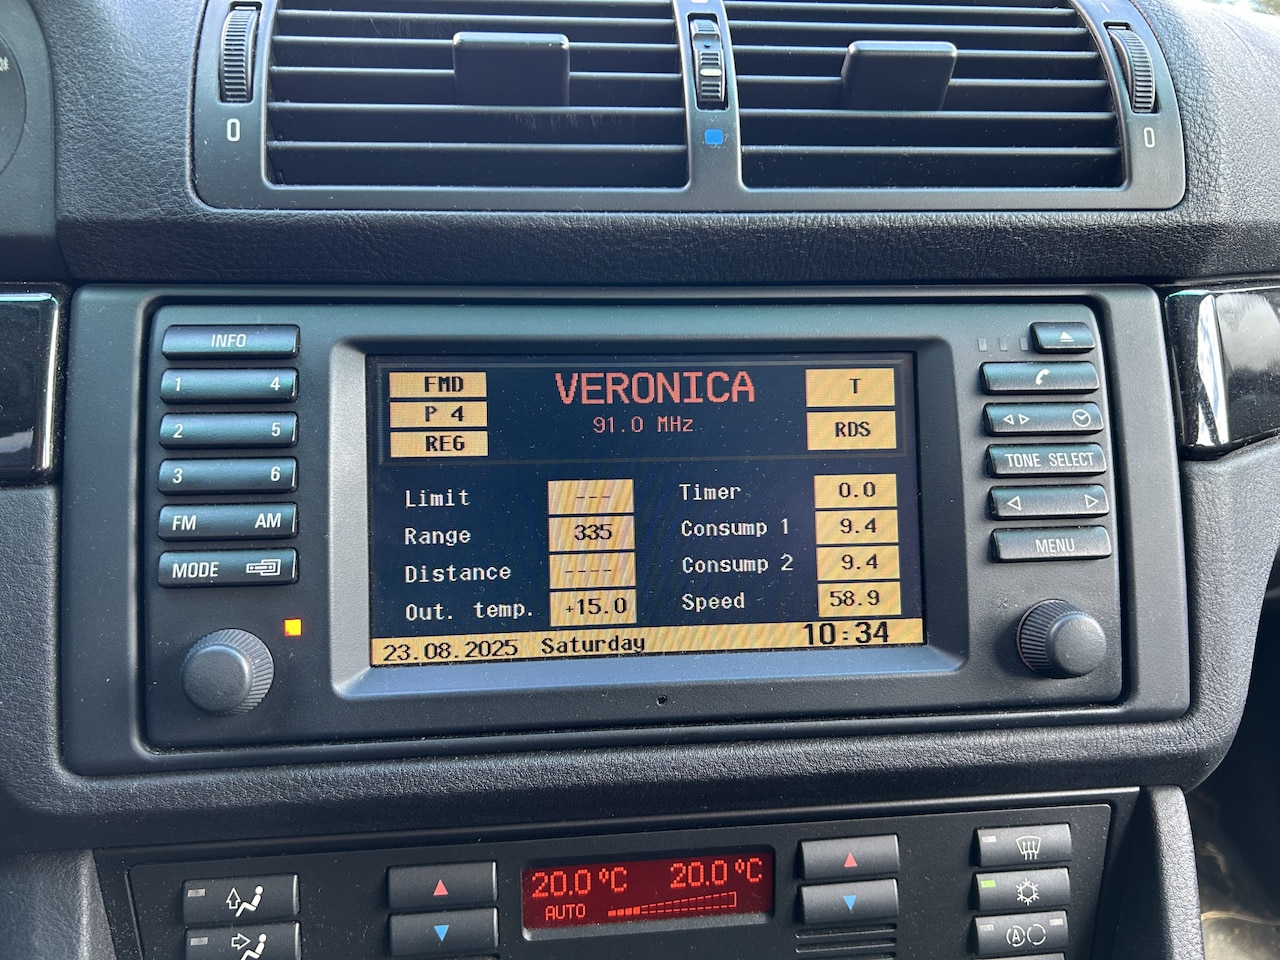 0
0
INFO
1 4
2 5
3 6
FM AM
MODE
FMD
P 4
REG
VERONICA
91.0 MHz
T
RDS
Limit ---
Range 335
Distance ----
Out. temp. +15.0
Timer 0.0
Consump 1 9.4
Consump 2 9.4
Speed 58.9
23.08.2025 Saturday 10:34
TONE SELECT
MENU
20.0 °C 20.0 °C
AUTO
A